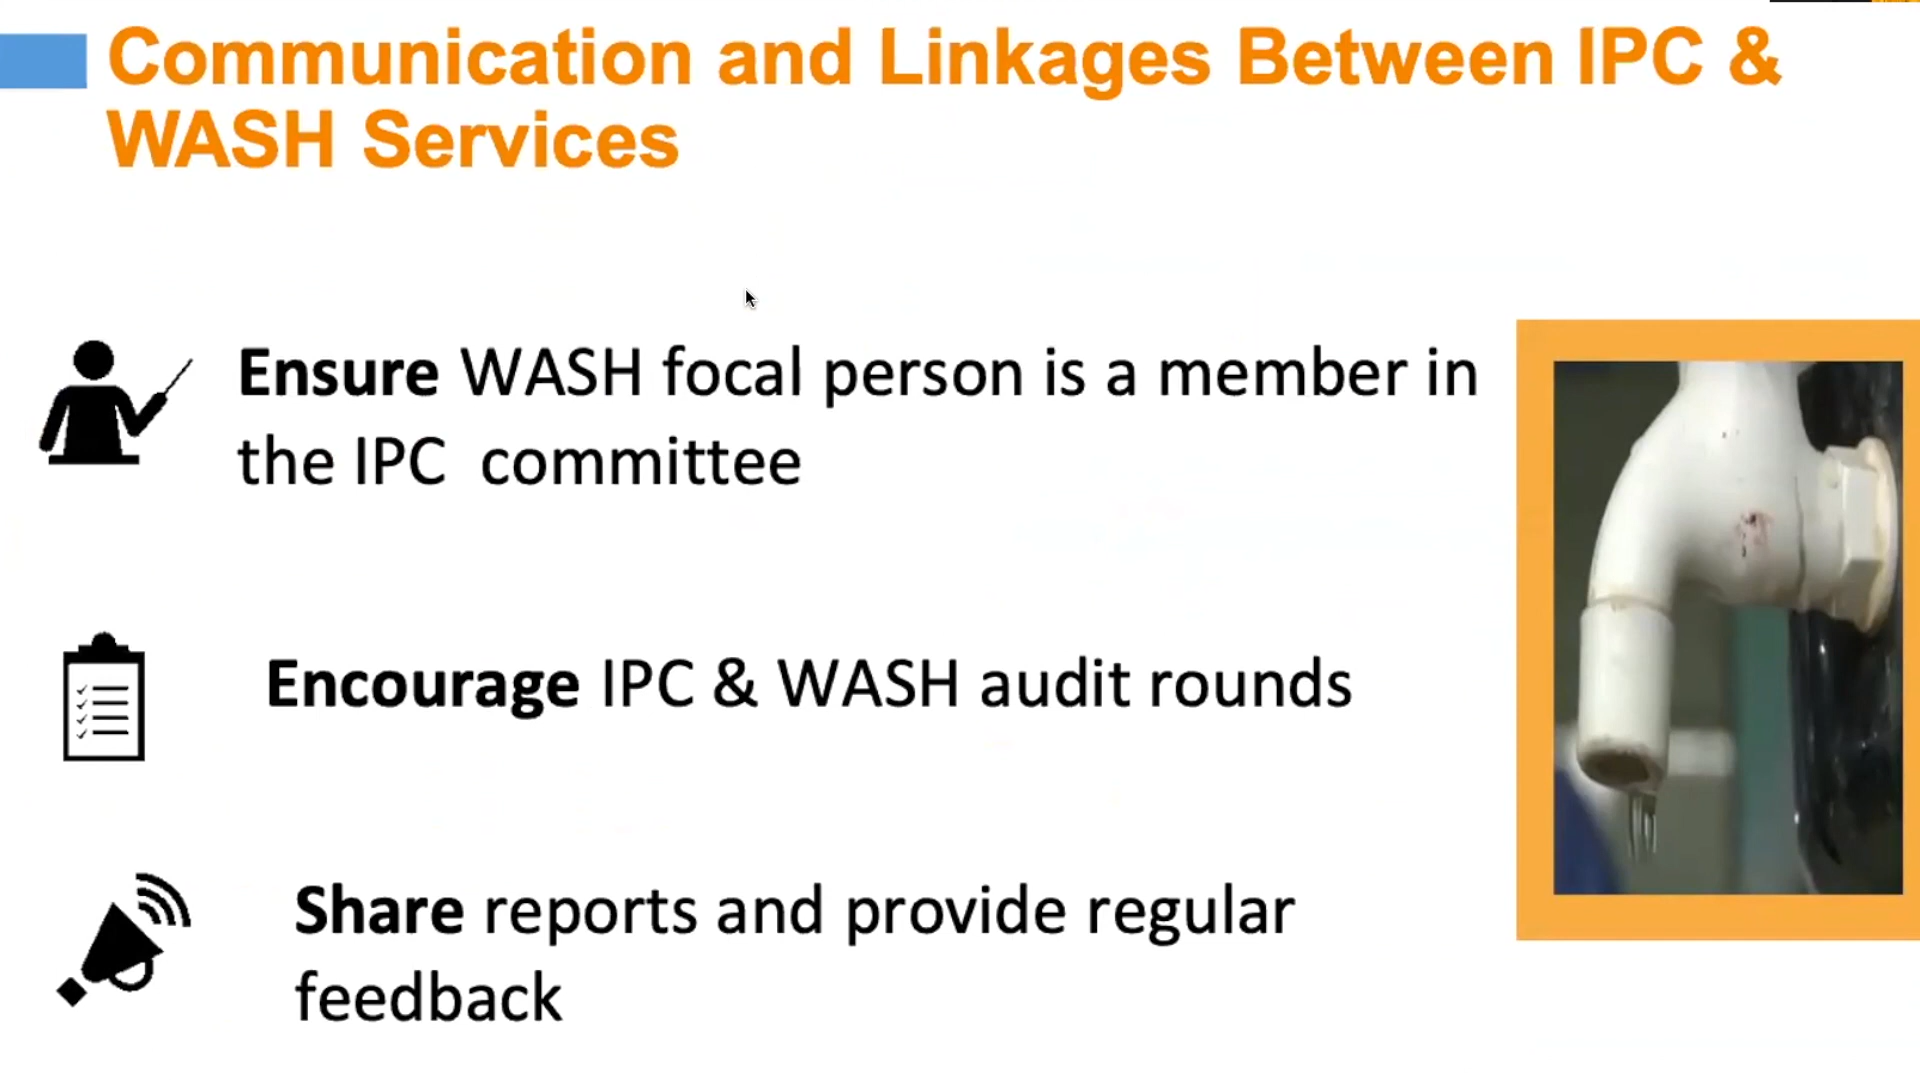 Communication and Linkages Between IPC &
WASH Services
Ensure WASH focal person is a member in
the IPC committee
Encourage IPC & WASH audit rounds
Share reports and provide regular
feedback